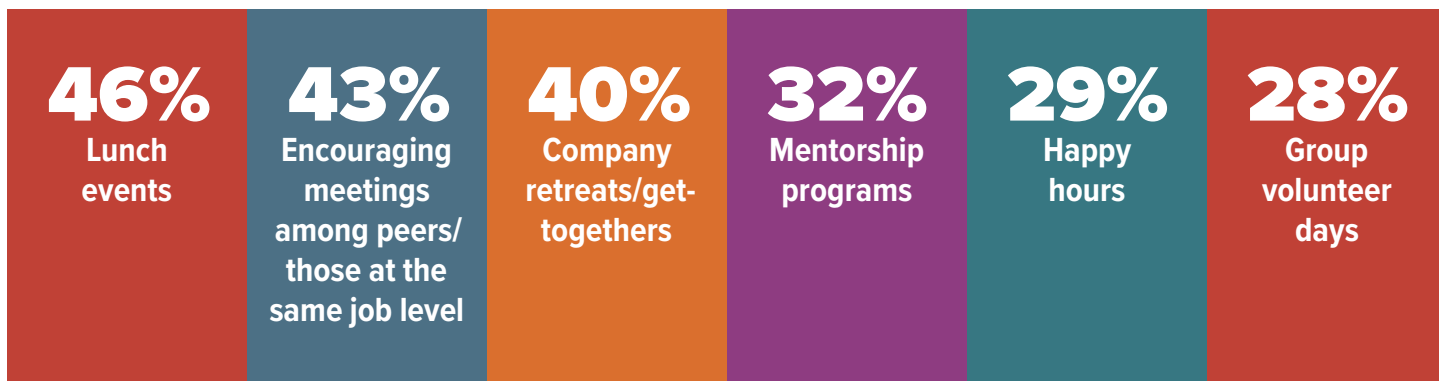 46%
Lunch
events
43%
Encouraging
meetings
among peers/
those at the
same job level
40%
Company
retreats/get-
togethers
32%
Mentorship
programs
29%
Happy
hours
28%
Group
volunteer
days